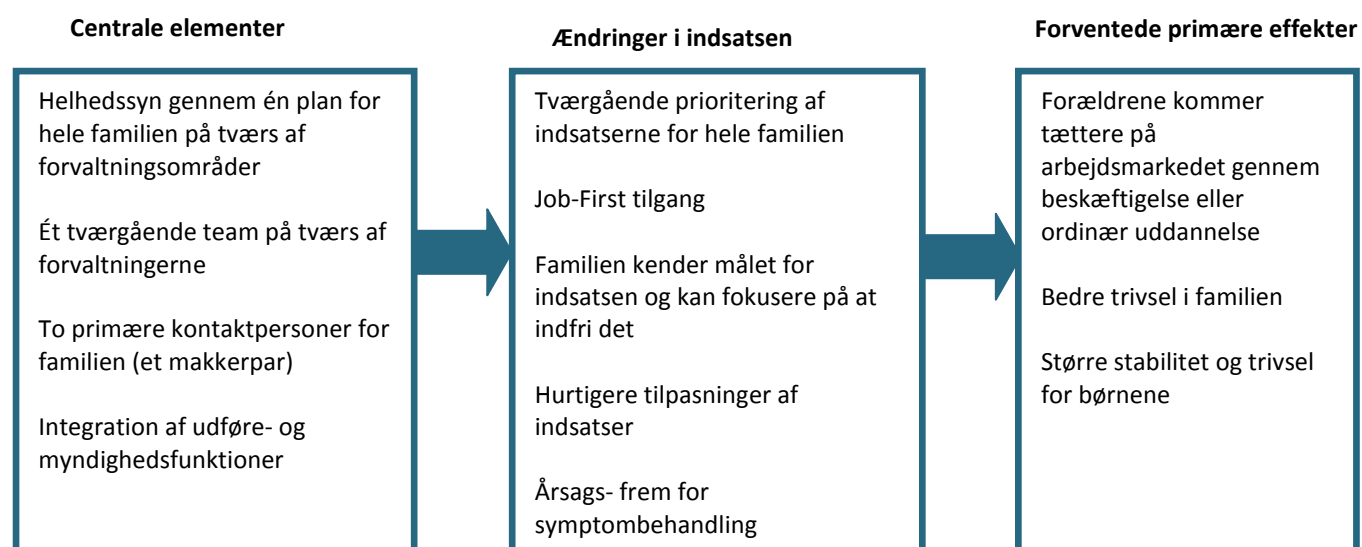 Centrale elementer
Helhedssyn gennem én plan for
hele familien på tværs af
forvaltningsområder
Ét tværgående team på tværs af
forvaltningerne
To primære kontaktpersoner for
familien (et makkerpar)
Integration af udføre- og
myndighedsfunktioner
Ændringer i indsatsen
Tværgående prioritering af
indsatserne for hele familien
Job-First tilgang
Familien kender målet for
indsatsen og kan fokusere på at
indfri det
Hurtigere tilpasninger af
indsatser
Årsags- frem for
symptombehandling
Forventede primære effekter
Forældrene kommer
tættere på
arbejdsmarkedet gennem
beskæftigelse eller
ordinær uddannelse
Bedre trivsel i familien
Større stabilitet og trivsel
for børnene